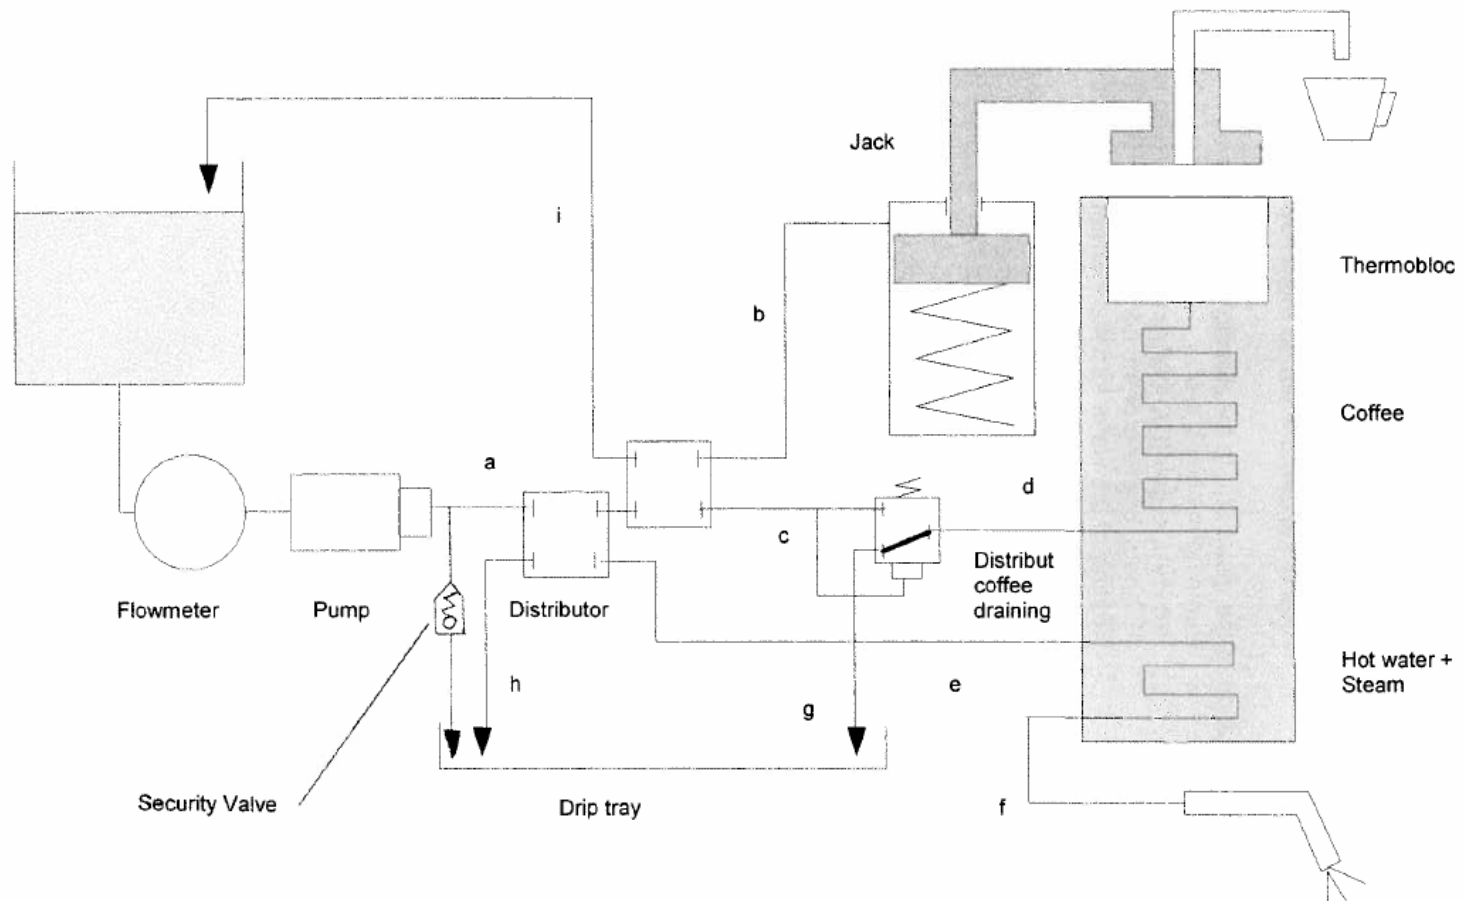 Jack
i
Thermobloc
b
Coffee
a
d
c
Distribut
coffee
draining
Flowmeter
Pump
Distributor
Hot water +
Steam
h
e
g
Security Valve
Drip tray
f